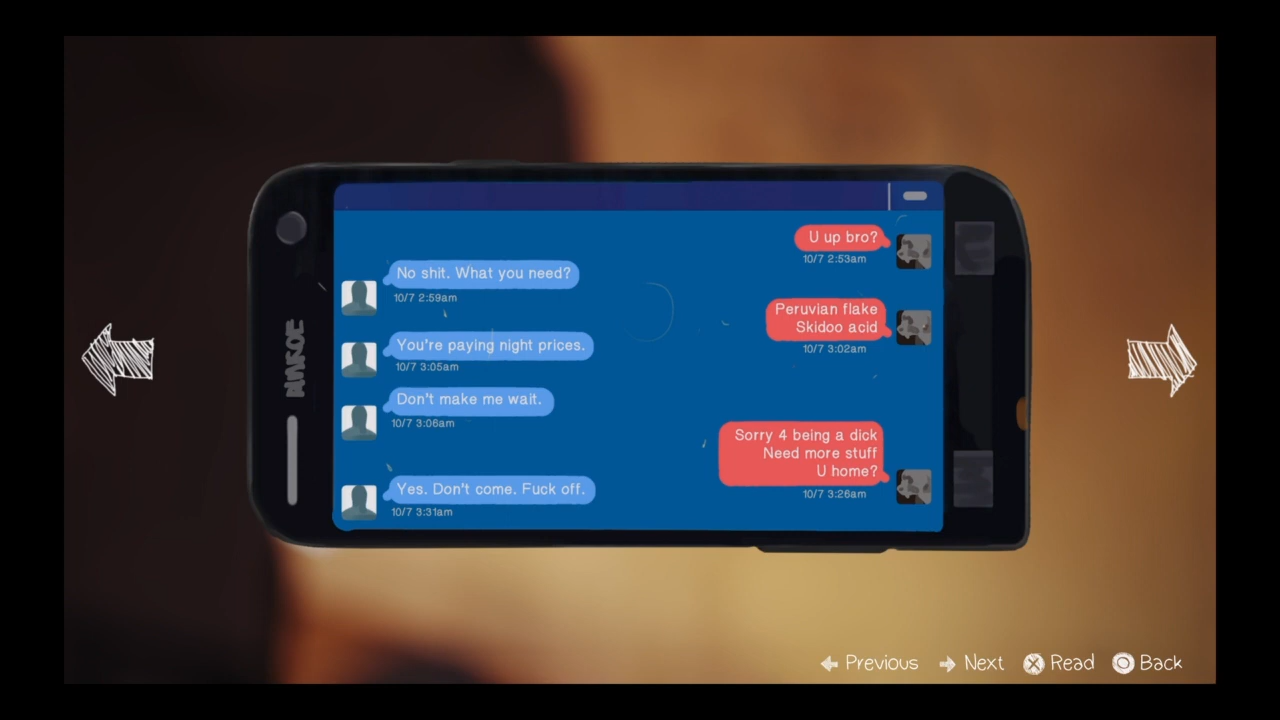 U up bro?
10/7 2:53am
No shit. What you need?
10/7 2:59am
Peruvian flake
Skidoo acid
10/7 3:02am
You're paying night prices.
10/7 3:05am
Don't make me wait.
10/7 3:06am
Sorry 4 being a dick
Need more stuff
U home?
10/7 3:26am
Yes. Don't come. Fuck off.
10/7 3:31am
Previous
Next
Read
Back